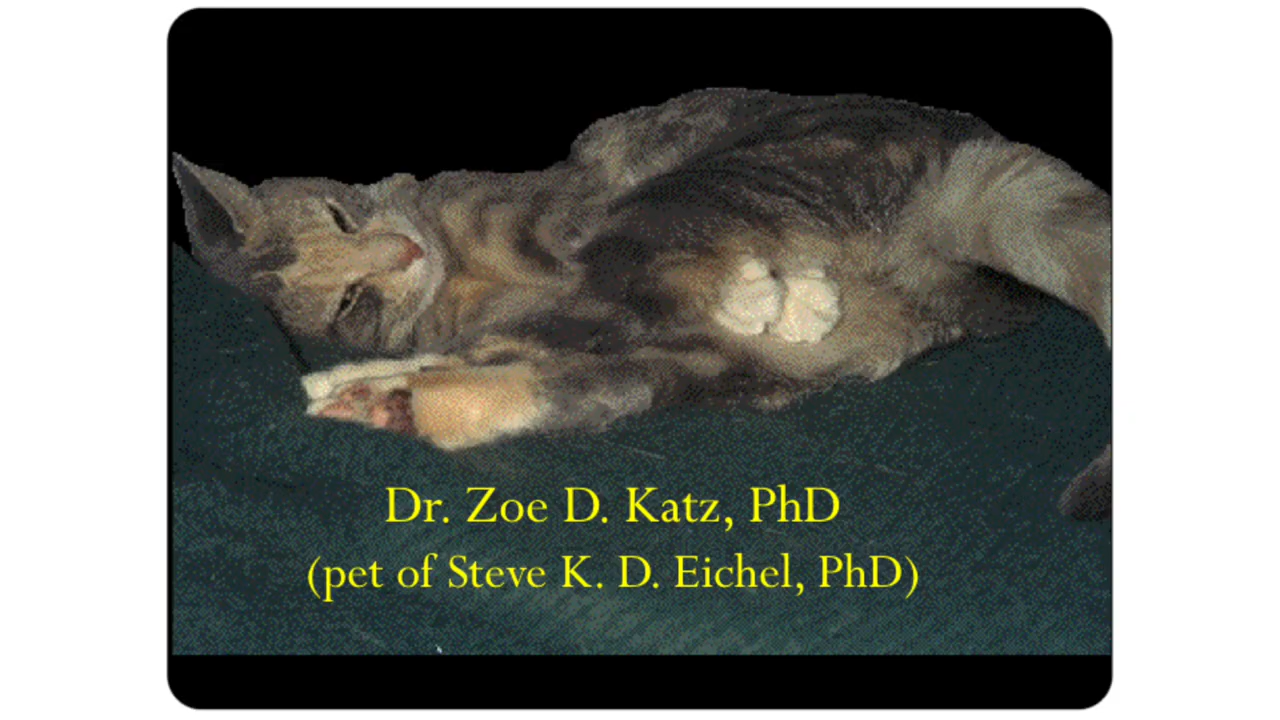 Dr. Zoe D. Katz, PhD
(pet of Steve K. D. Eichel, PhD)